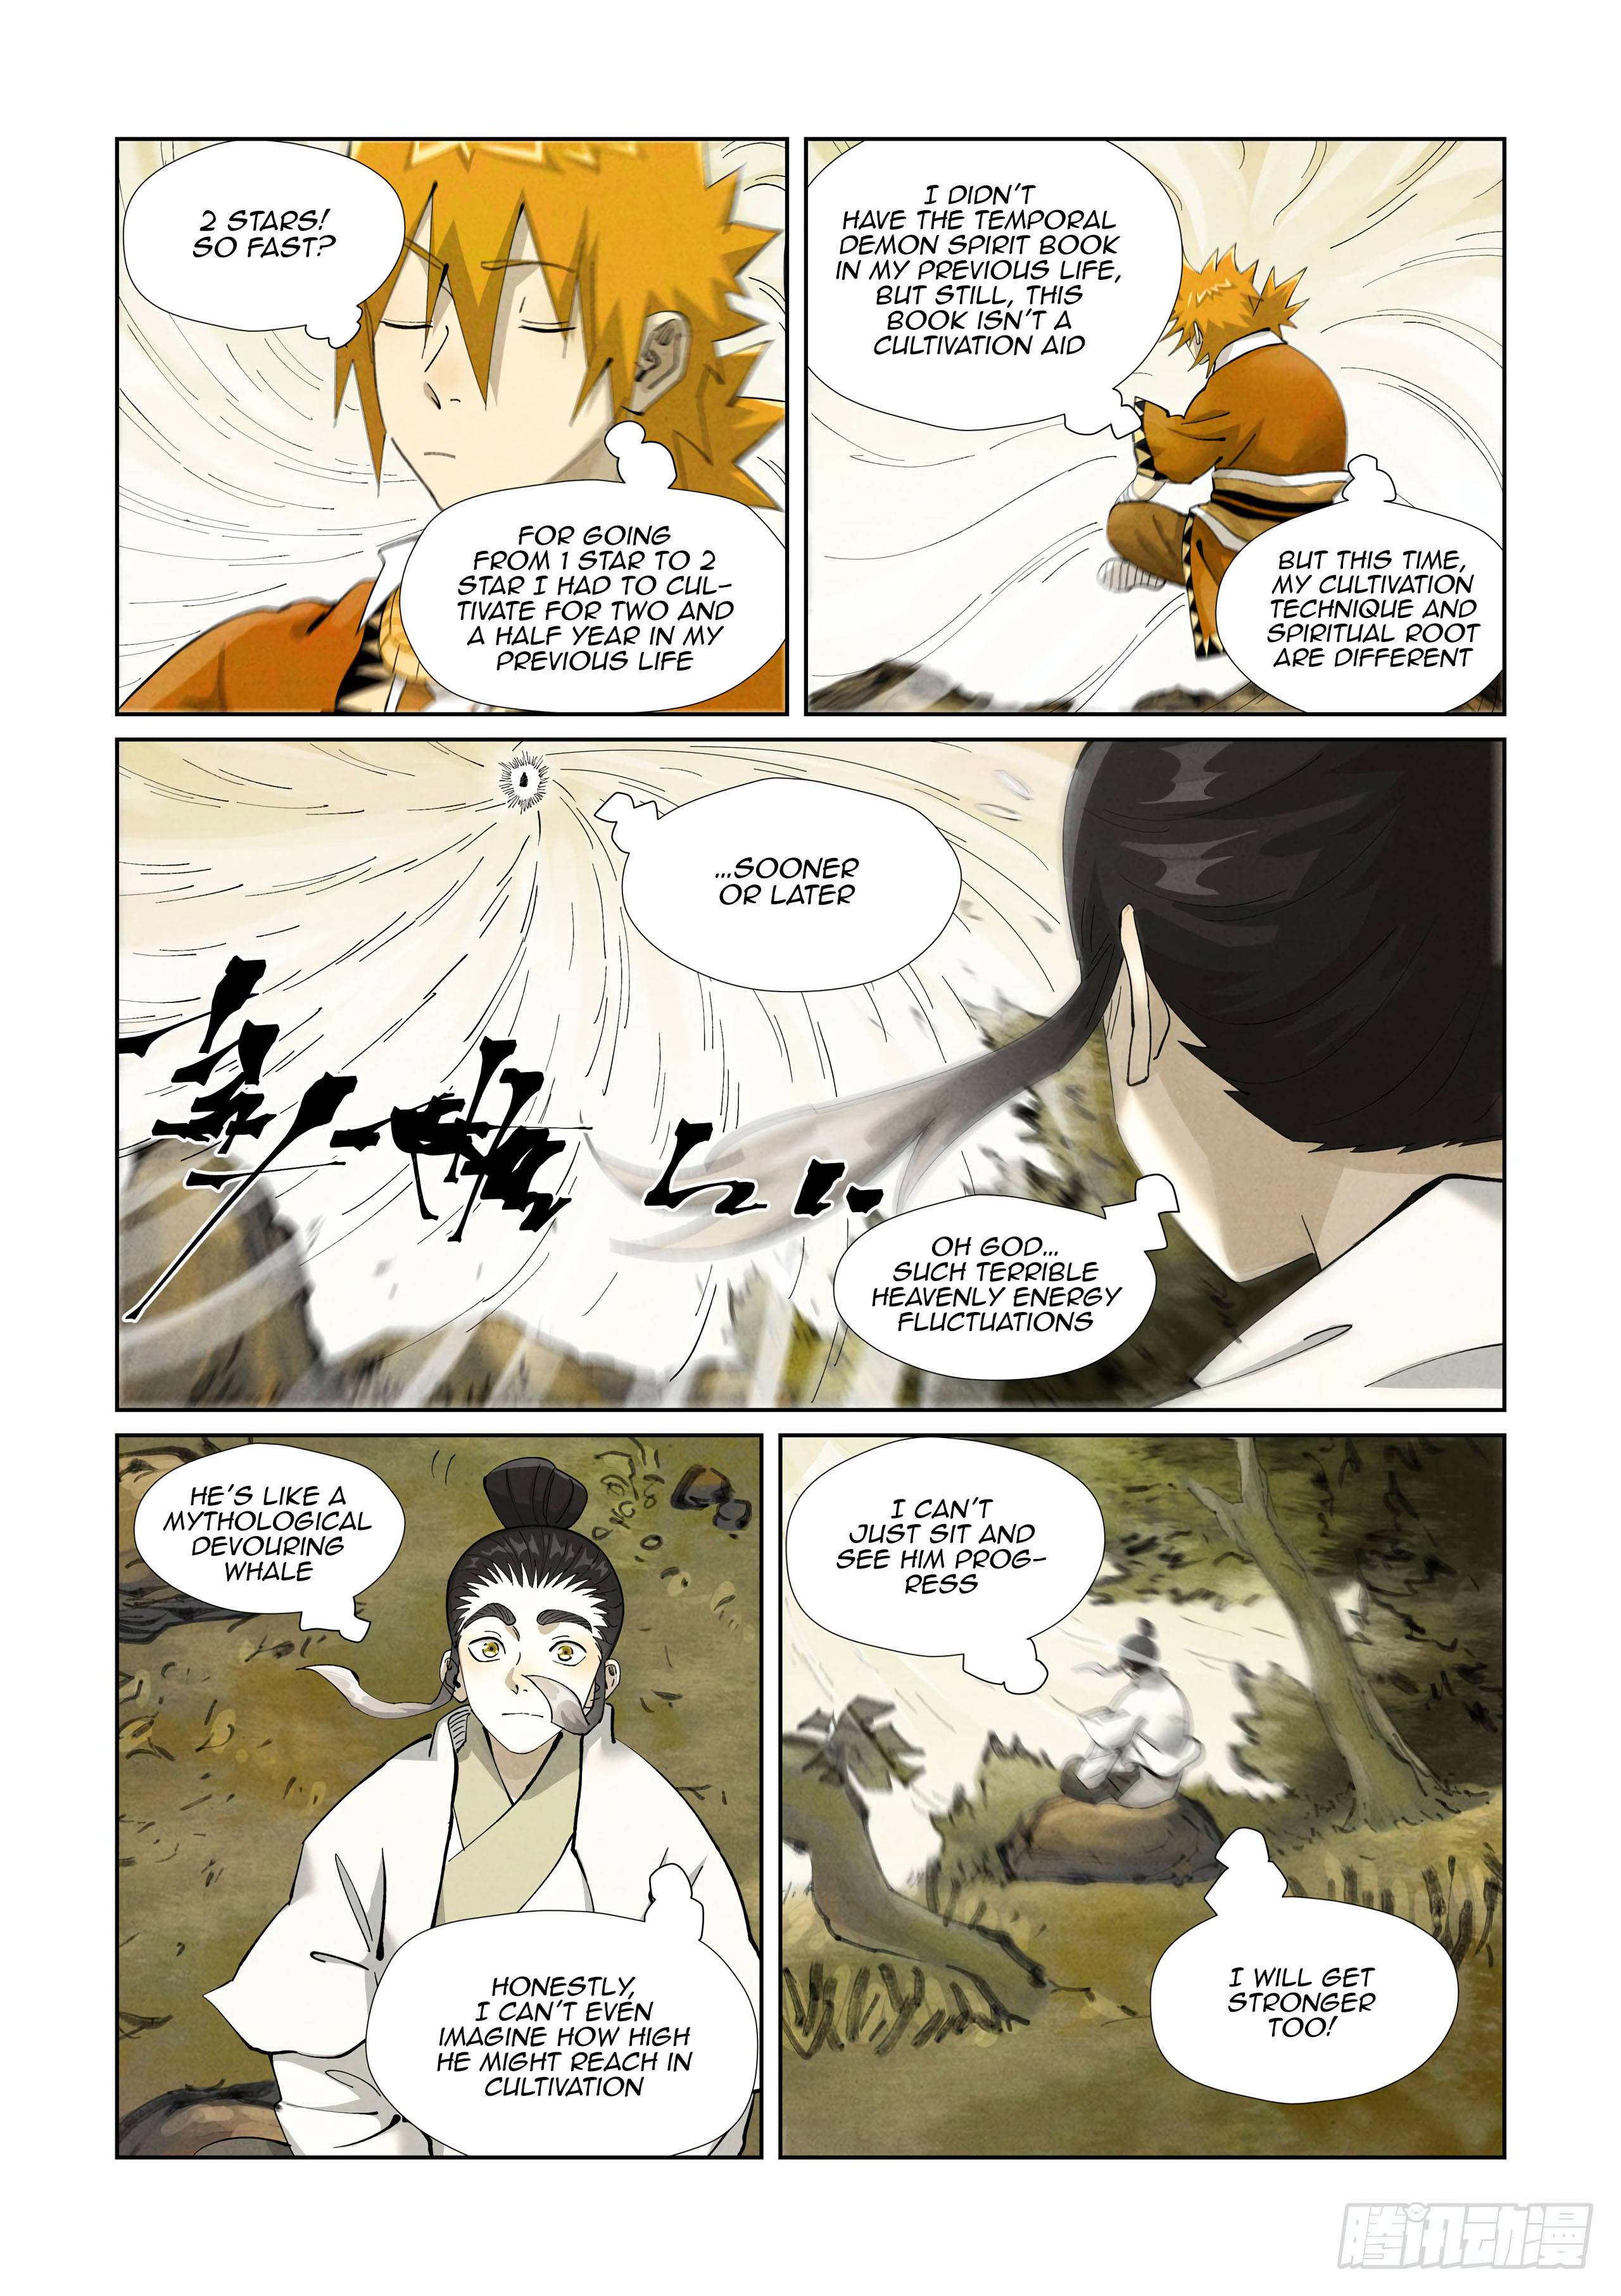 2 STARS!
SO FAST?
FOR GOING
FROM 1 STAR TO 2
STAR I HAD TO CUL-
TIVATE FOR TWO AND
A HALF YEAR IN MY
PREVIOUS LIFE
I DIDN'T
HAVE THE TEMPORAL
DEMON SPIRIT BOOK
IN MY PREVIOUS LIFE,
BUT STILL, THIS
BOOK ISN'T A
CULTIVATION AID
BUT THIS TIME,
MY CULTIVATION
TECHNIQUE AND
SPIRITUAL ROOT
ARE DIFFERENT
...SOONER
OR LATER
OH GOD...
SUCH TERRIBLE
HEAVENLY ENERGY
FLUCTUATIONS
HE'S LIKE A
MYTHOLOGICAL
DEVOURING
WHALE
HONESTLY,
I CAN'T EVEN
IMAGINE HOW HIGH
HE MIGHT REACH IN
CULTIVATION
I CAN'T
JUST SIT AND
SEE HIM PROG-
RESS
I WILL GET
STRONGER
TOO!
腾讯动漫